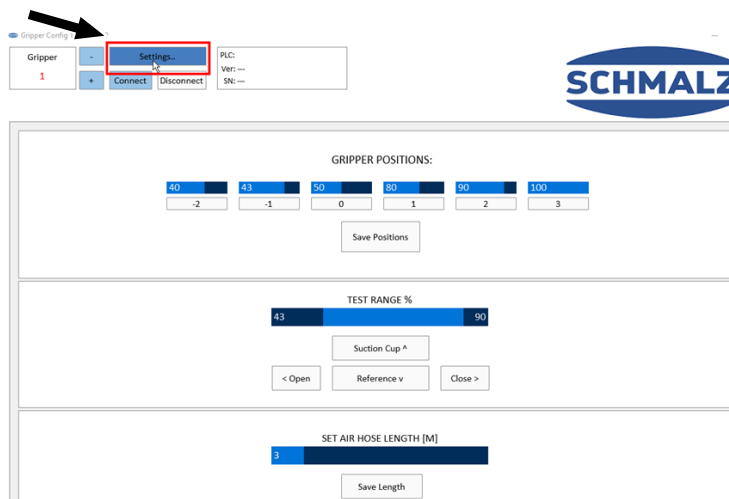 Gripper Config
Gripper
1
-
+
Settings..
Connect
Disconnect
PLC:
Ver: ---
SN: ---
SCHMALZ
GRIPPER POSITIONS:
40 43 50 80 90 100
-2 -1 0 1 2 3
Save Positions
TEST RANGE %
43 90
Suction Cup ^
< Open Reference v Close >
SET AIR HOSE LENGTH [M]
3
Save Length